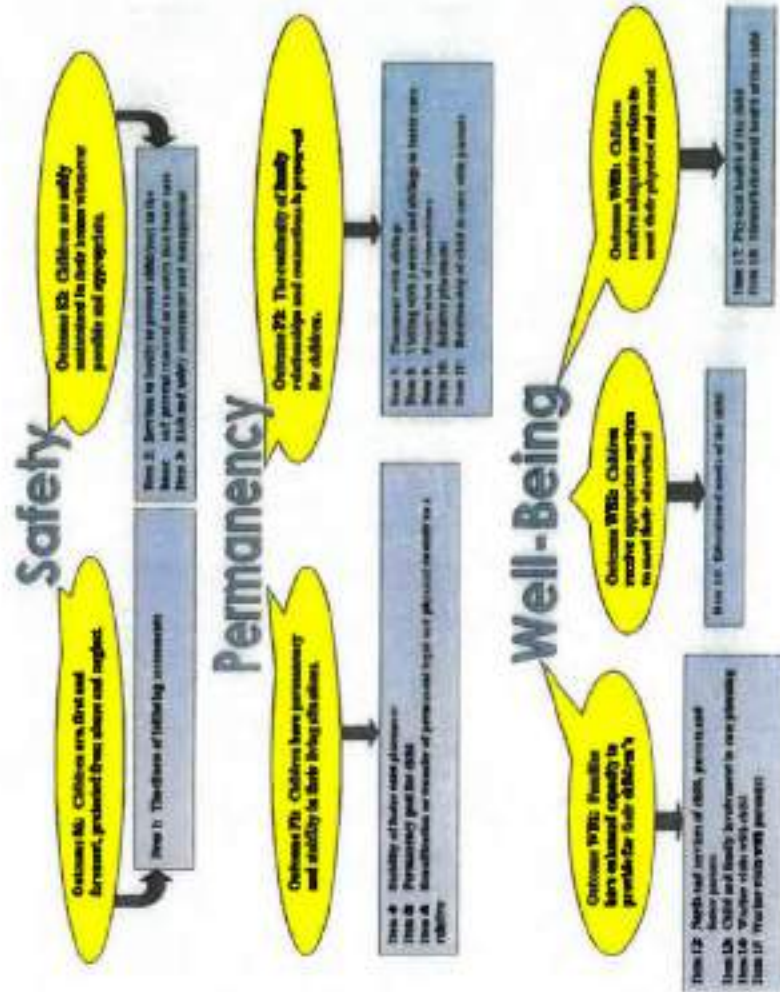 Safety
Outcome S1: Children are, first and
foremost, protected from abuse and neglect.
Item 1: Timeliness of initiating assessments
Outcome S2: Children are safely
maintained in their homes whenever
possible and appropriate.
Item 2: Services to family to protect child(ren) in the
home and prevent removal or re-entry into foster care
Item 3: Risk and safety assessment and management
Permanency
Outcome P1: Children have permanency
and stability in their living situations.
Item 4: Stability of foster care placement
Item 5: Permanency goal for child
Item 6: Reunification or transfer of permanent legal and physical custody to a
relative
Outcome P2: The continuity of family
relationships and connections is preserved
for children.
Item 7: Placement with siblings
Item 8: Visiting with parents and siblings in foster care
Item 9: Preservation of connections
Item 10: Relative placement
Item 11: Relationship of child in care with parents
Well-Being
Outcome WB1: Families
have enhanced capacity to
provide for their children's
Item 12: Needs and services of child, parents and
foster parents
Item 13: Child and family involvement in case planning
Item 14: Worker visits with child
Item 15: Worker visits with parent(s)
Outcome WB2: Children
receive appropriate services
to meet their educational
Item 16: Educational needs of the child
Outcome WB3: Children
receive adequate services to
meet their physical and mental
Item 17: Physical health of the child
Item 18: Mental/behavioral health of the child